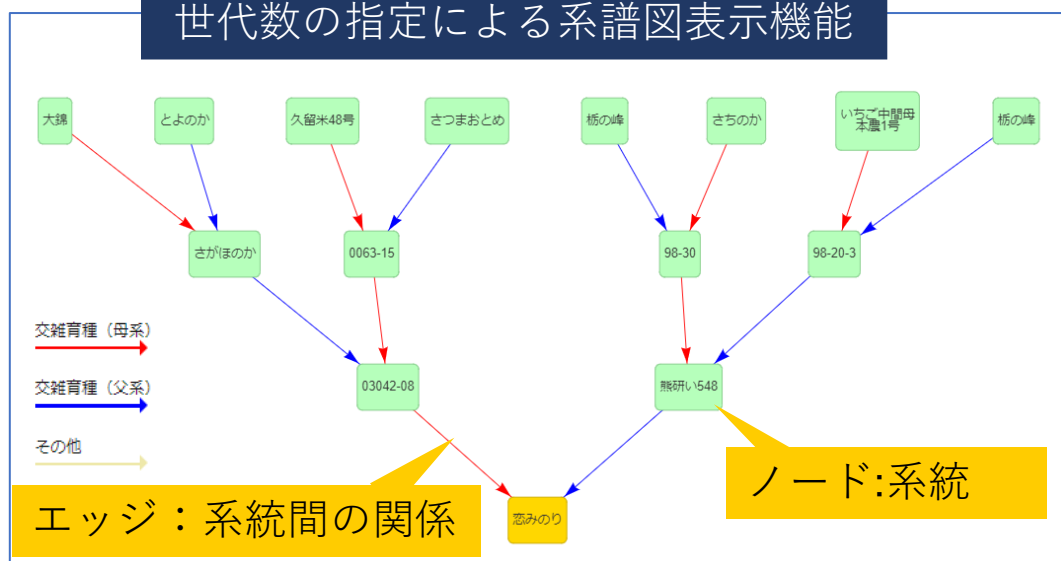 世代数の指定による系譜図表示機能
大錦
とよのか
久留米48号
さつまおとめ
栃の峰
さちのか
いちご中間母
本農1号
栃の峰
さがほのか
0063-15
98-30
98-20-3
交雑育種（母系）
03042-08
熊研い548
交雑育種（父系）
その他
エッジ：系統間の関係
ノード:系統
恋みのり